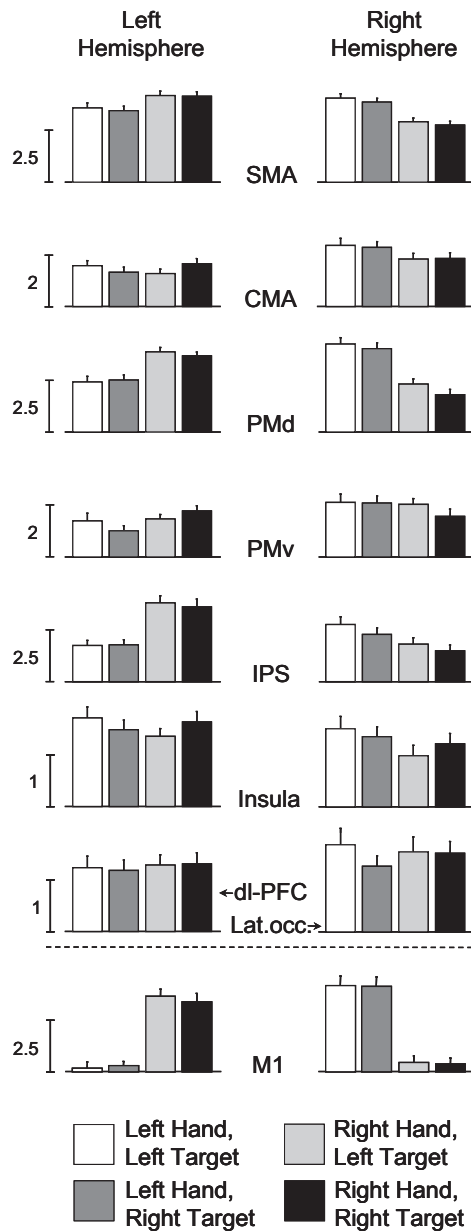 Left
Hemisphere
Right
Hemisphere
2.5
SMA
2
CMA
2.5
PMd
2
PMv
2.5
IPS
1
Insula
1
←dl-PFC
Lat.occ.→
2.5
M1
Left Hand,
Left Target
Right Hand,
Left Target
Left Hand,
Right Target
Right Hand,
Right Target